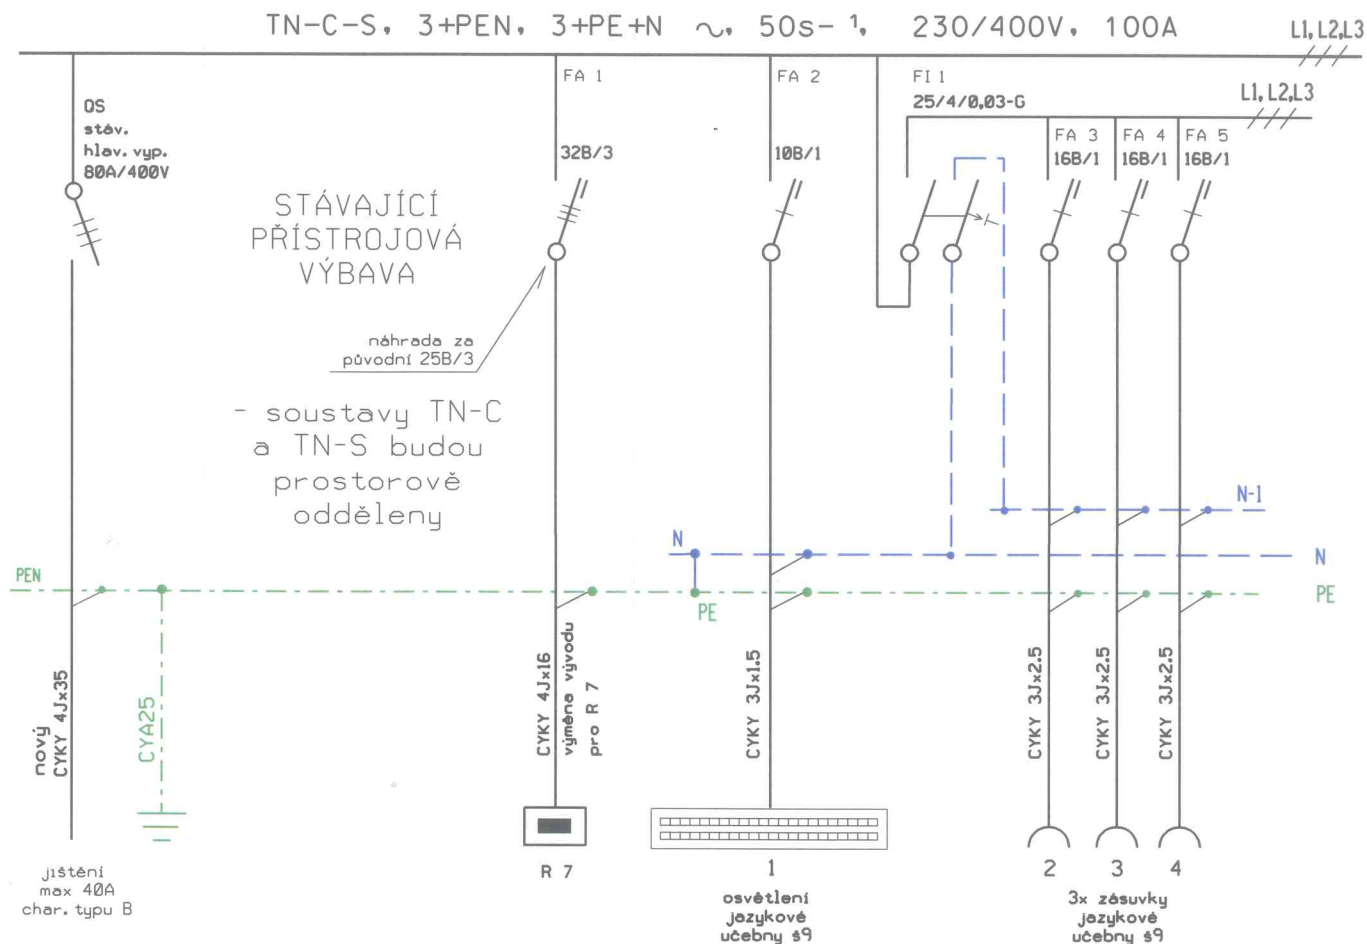 TN-C-S, 3+PEN, 3+PE+N ~, 50s-¹, 230/400V, 100A
L1, L2,L3
QS
stáv.
hlav. vyp.
80A/400V
FA 1
32B/3
FA 2
10B/1
FI 1
25/4/0,03-G
L1, L2,L3
FA 3
16B/1
FA 4
16B/1
FA 5
16B/1
STÁVAJÍCÍ
PŘÍSTROJOVÁ
VÝBAVA
náhrada za
původní 25B/3
- soustavy TN-C
a TN-S budou
prostorově
odděleny
N-1
N
N
PEN
PE
PE
nový
CYKY 4Jx35
CYA25
CYKY 4Jx16
výměna vývodu
pro R 7
CYKY 3Jx1.5
CYKY 3Jx2.5
CYKY 3Jx2.5
CYKY 3Jx2.5
jištění
max 40A
char. typu B
R 7
1
osvětlení
jazykové
učebny š9
2
3
4
3x zásuvky
jazykové
učebny š9